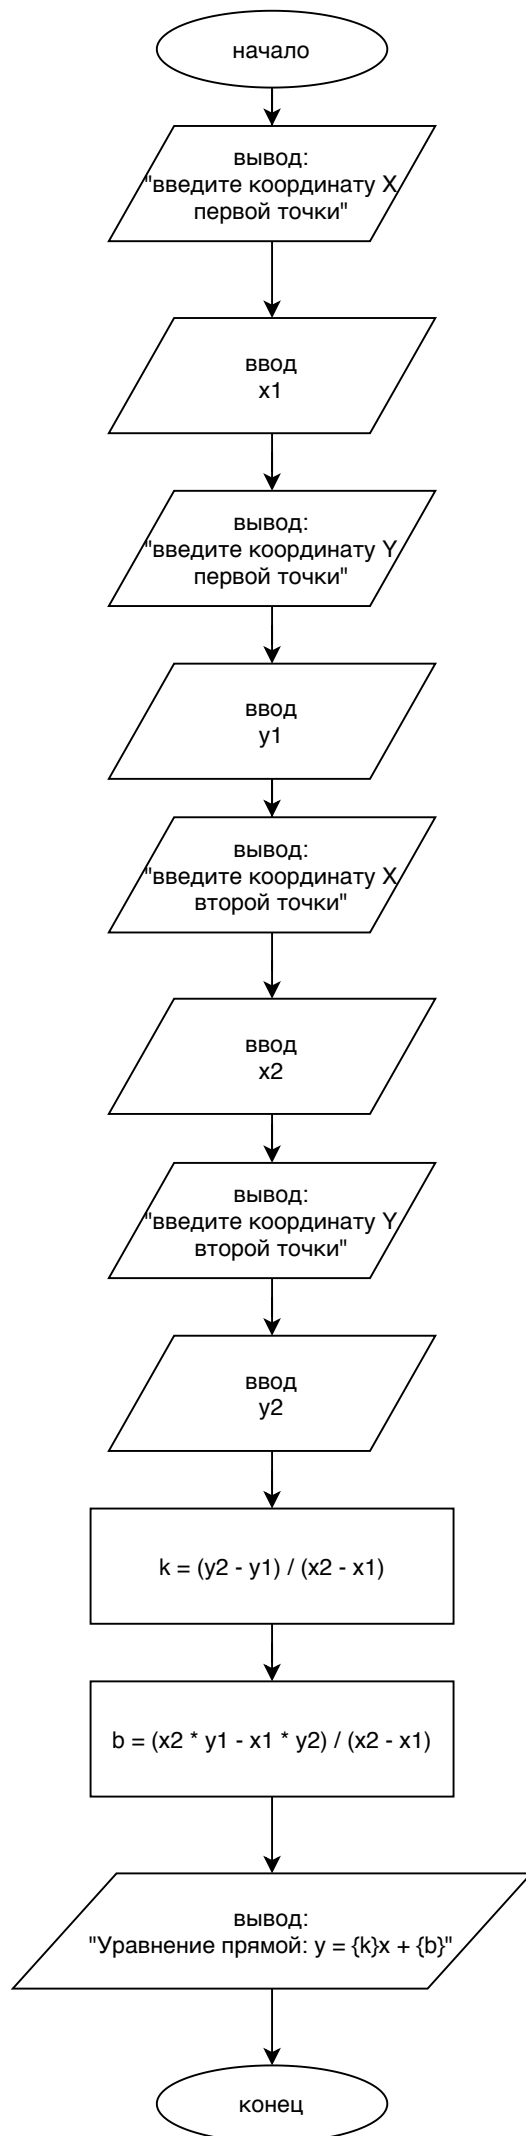 начало
вывод:
"введите координату X
первой точки"
ввод
x1
вывод:
"введите координату Y
первой точки"
ввод
y1
вывод:
"введите координату X
второй точки"
ввод
x2
вывод:
"введите координату Y
второй точки"
ввод
y2
k = (y2 - y1) / (x2 - x1)
b = (x2 * y1 - x1 * y2) / (x2 - x1)
вывод:
"Уравнение прямой: y = {k}x + {b}"
конец